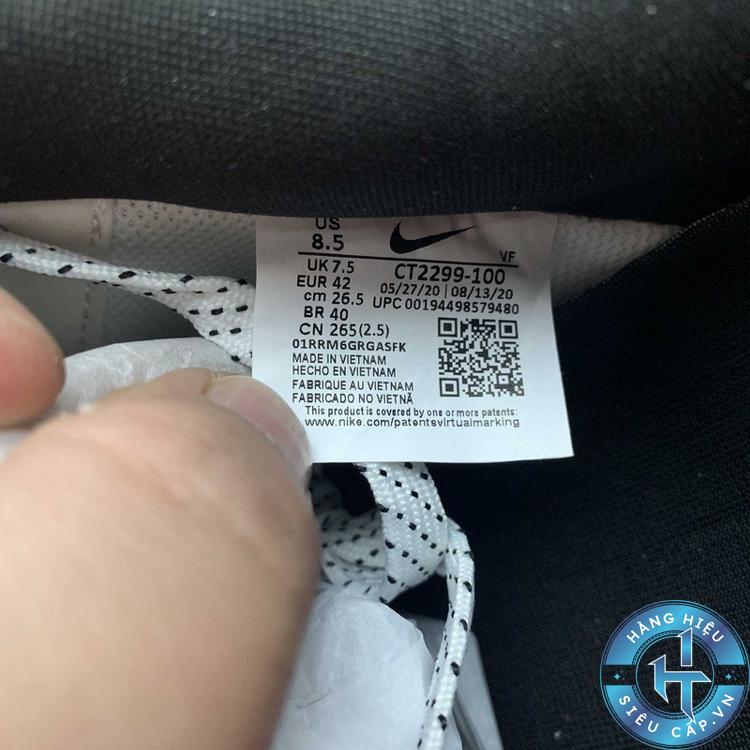 US
8.5
VF
UK 7.5
CT2299-100
EUR 42
05/27/20 | 08/13/20
cm 26.5
UPC 00194498579480
BR 40
CN 265(2.5)
01RRM6GRGASFK
MADE IN VIETNAM
HECHO EN VIETNAM
FABRIQUE AU VIETNAM
FABRICADO NO VIETNÃ
This product is covered by one or more patents:
www.nike.com/patentsvirtualmarking
HÀNG HIỆU
SIÊU CẤP.VN